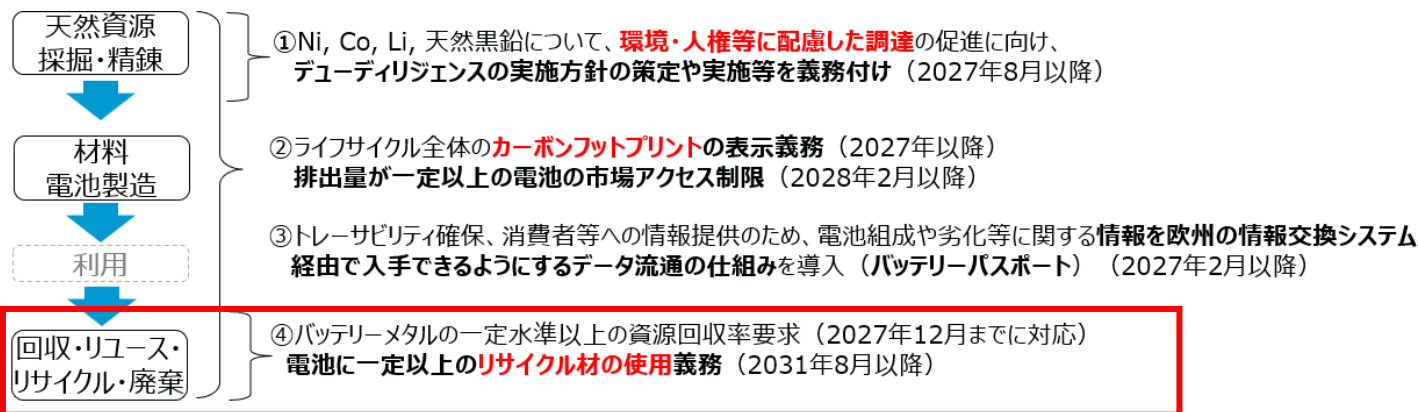 天然資源
採掘・精錬
①Ni, Co, Li, 天然黒鉛について、環境・人権等に配慮した調達の促進に向け、
デューディリジェンスの実施方針の策定や実施等を義務付け（2027年8月以降）
材料
電池製造
②ライフサイクル全体のカーボンフットプリントの表示義務（2027年以降）
排出量が一定以上の電池の市場アクセス制限（2028年2月以降）
利用
③トレーサビリティ確保、消費者等への情報提供のため、電池組成や劣化等に関する情報を欧州の情報交換システム
経由で入手できるようにするデータ流通の仕組みを導入（バッテリーパスポート）（2027年2月以降）
回収・リユース・
リサイクル・廃棄
④バッテリーメタルの一定水準以上の資源回収率要求（2027年12月までに対応）
電池に一定以上のリサイクル材の使用義務（2031年8月以降）